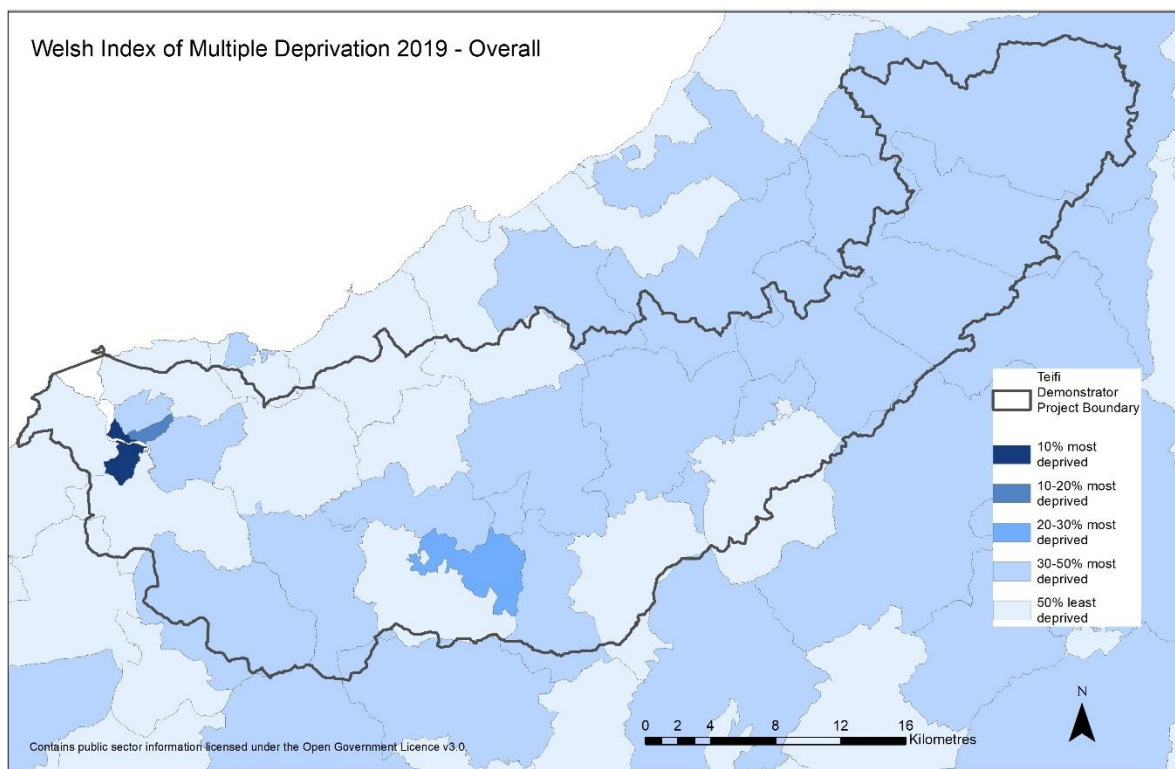 Welsh Index of Multiple Deprivation 2019 - Overall
Teifi
Demonstrator
Project Boundary
10% most
deprived
10-20% most
deprived
20-30% most
deprived
30-50% most
deprived
50% least
deprived
N
0 2 4 8 12 16
Kilometres
Contains public sector information licensed under the Open Government Licence v3.0.